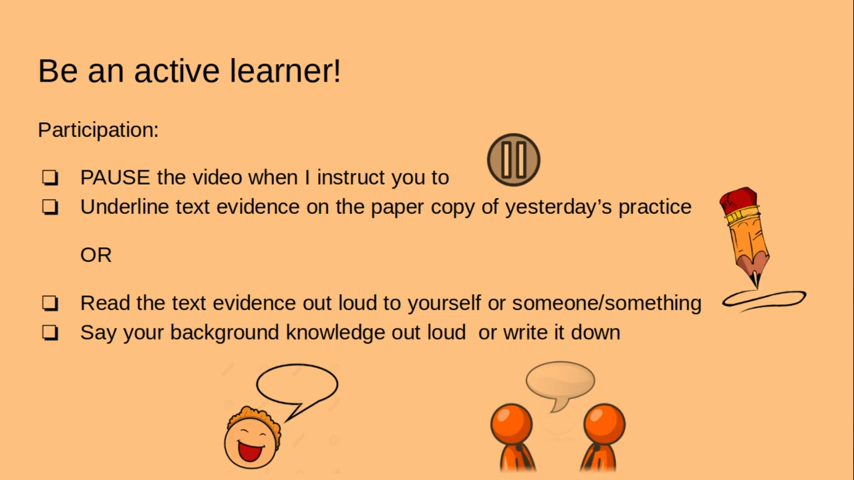 Be an active learner!
Participation:
❏ PAUSE the video when I instruct you to
❏ Underline text evidence on the paper copy of yesterday’s practice
OR
❏ Read the text evidence out loud to yourself or someone/something
❏ Say your background knowledge out loud  or write it down